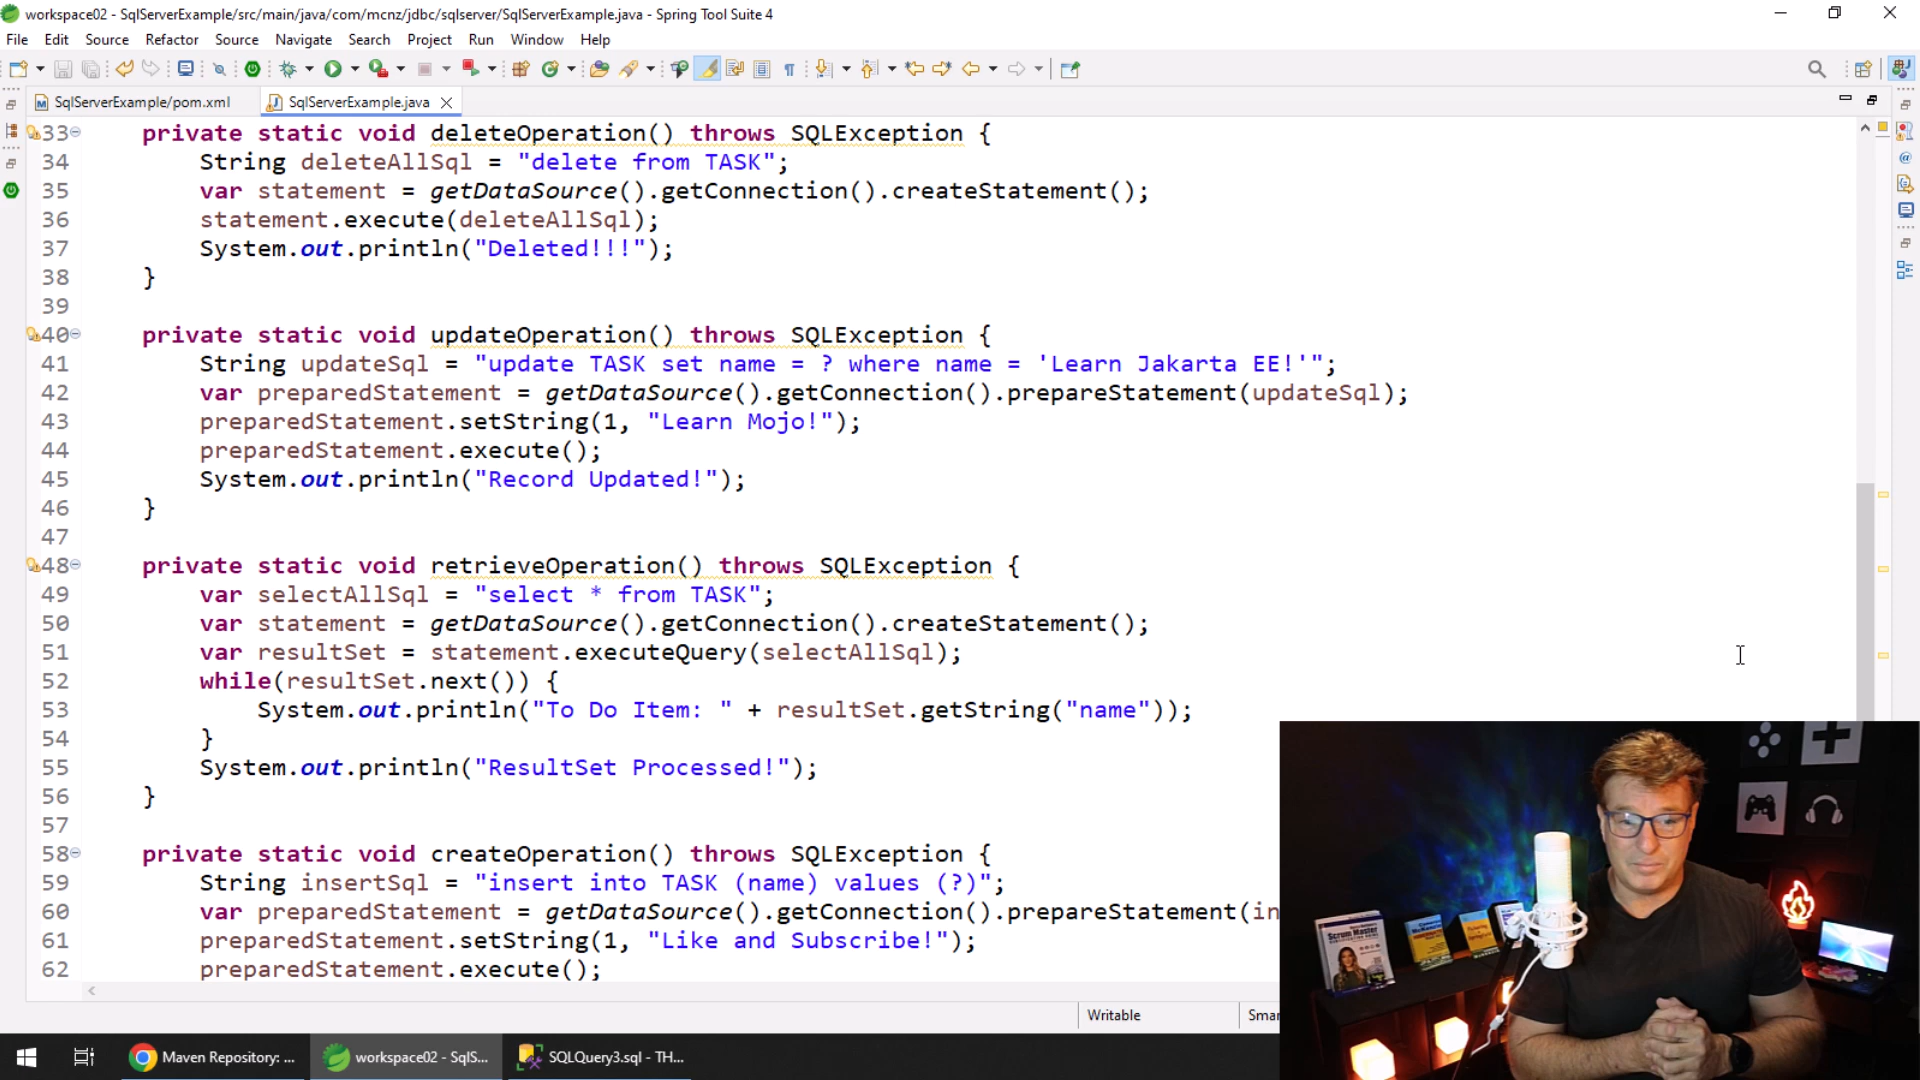 workspace02 - SqlServerExample/src/main/java/com/mcnz/jdbc/sqlserver/SqlServerExample.java - Spring Tool Suite 4
File Edit Source Refactor Source Navigate Search Project Run Window Help
SqlServerExample/pom.xml SqlServerExample.java
33 private static void deleteOperation() throws SQLException {
34 String deleteAllSql = "delete from TASK";
35 var statement = getDataSource().getConnection().createStatement();
36 statement.execute(deleteAllSql);
37 System.out.println("Deleted!!!");
38 }
39
40 private static void updateOperation() throws SQLException {
41 String updateSql = "update TASK set name = ? where name = 'Learn Jakarta EE!'";
42 var preparedStatement = getDataSource().getConnection().prepareStatement(updateSql);
43 preparedStatement.setString(1, "Learn Mojo!");
44 preparedStatement.execute();
45 System.out.println("Record Updated!");
46 }
47
48 private static void retrieveOperation() throws SQLException {
49 var selectAllSql = "select * from TASK";
50 var statement = getDataSource().getConnection().createStatement();
51 var resultSet = statement.executeQuery(selectAllSql);
52 while(resultSet.next()) {
53 System.out.println("To Do Item: " + resultSet.getString("name"));
54 }
55 System.out.println("ResultSet Processed!");
56 }
57
58 private static void createOperation() throws SQLException {
59 String insertSql = "insert into TASK (name) values (?)";
60 var preparedStatement = getDataSource().getConnection().prepareStatement(in
61 preparedStatement.setString(1, "Like and Subscribe!");
62 preparedStatement.execute();
Scrum Master
Writable Smar
Maven Repository: ... workspace02 - SqlS... SQLQuery3.sql - TH...